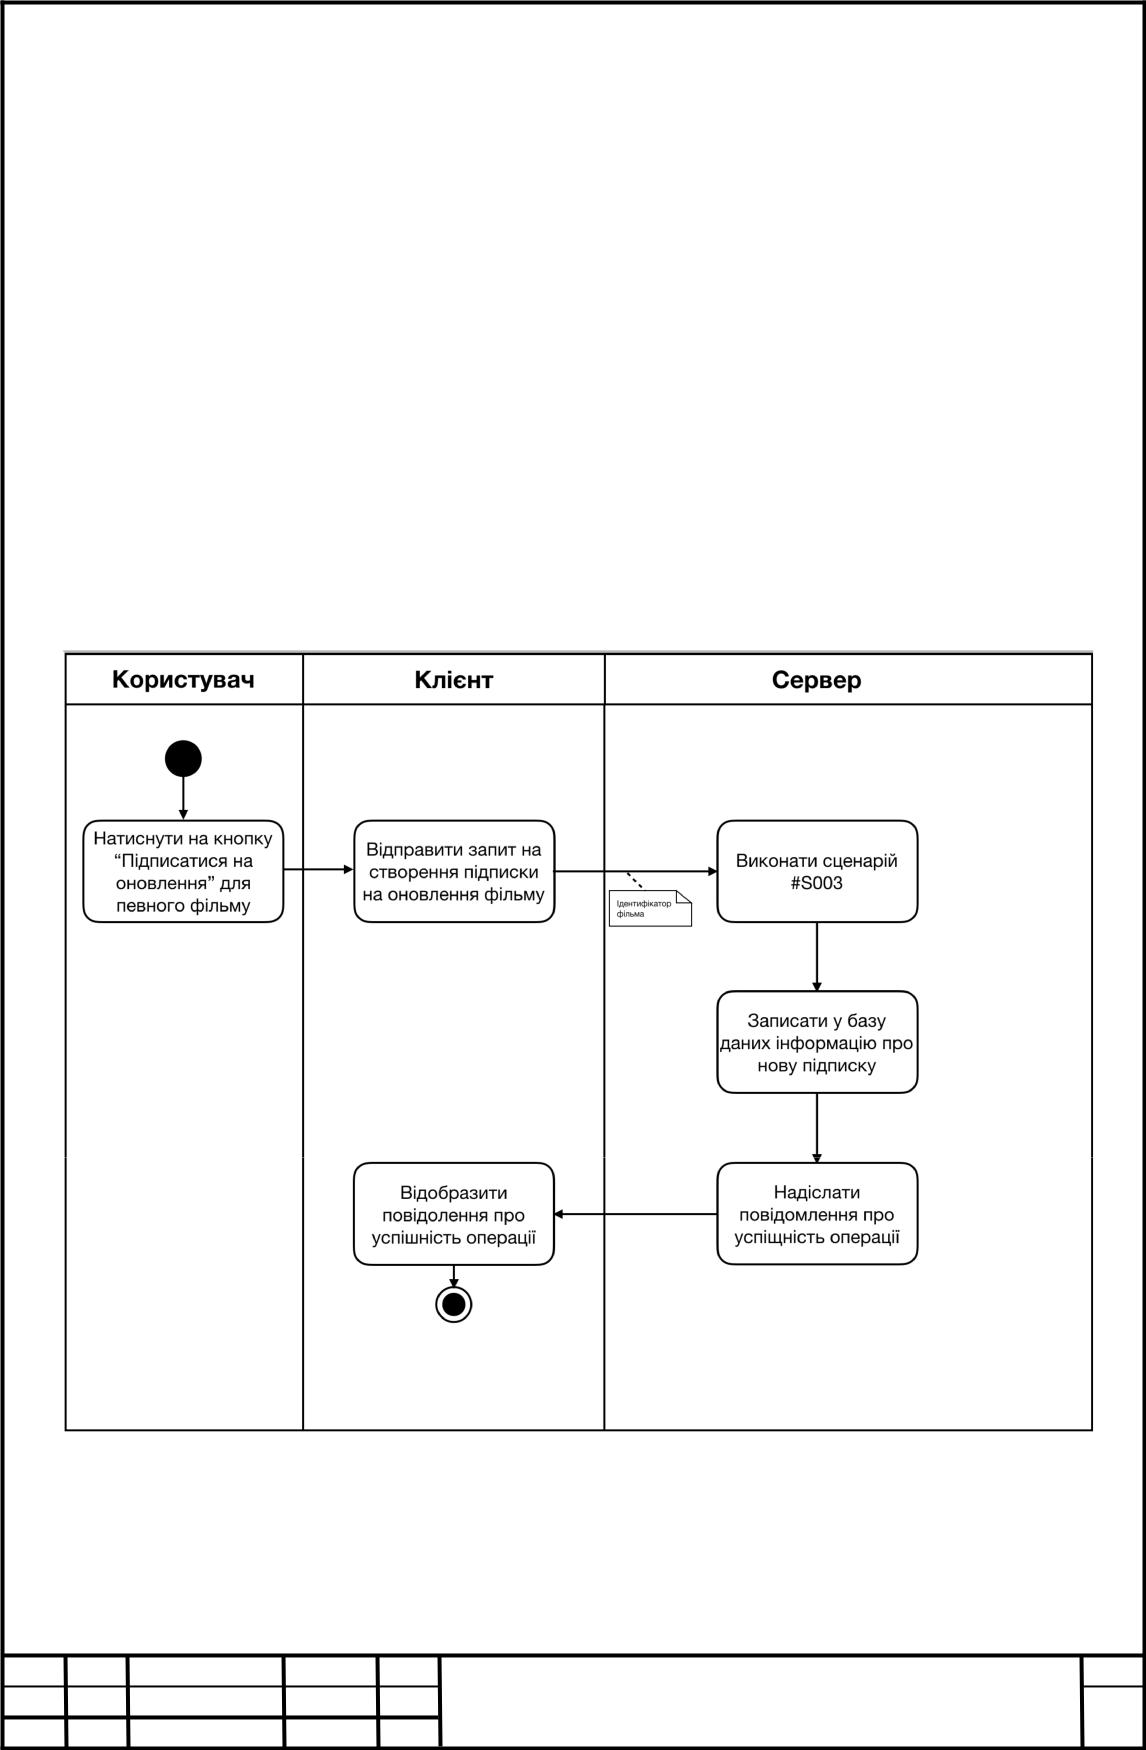 Користувач
Клієнт
Сервер
Натиснути на кнопку
“Підписатися на
оновлення” для
певного фільму
Відправити запит на
створення підписки
на оновлення фільму
Ідентифікатор
фільма
Виконати сценарій
#S003
Записати у базу
даних інформацію про
нову підписку
Надіслати
повідомлення про
успіщність операції
Відобразити
повідолення про
успішність операції